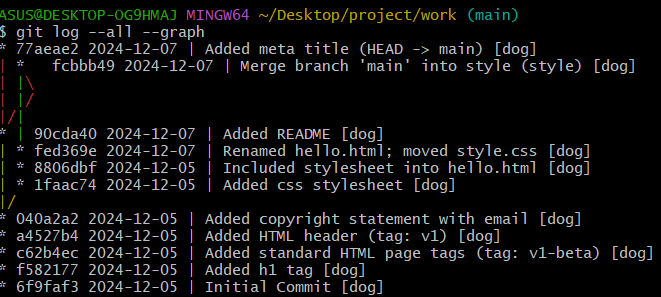 ASUS@DESKTOP-OG9HMAJ MINGW64 ~/Desktop/project/work (main)
$ git log --all --graph
* 77aeae2 2024-12-07 | Added meta title (HEAD -> main) [dog]
| *   fcbbb49 2024-12-07 | Merge branch 'main' into style (style) [dog]
| |\
| |/
|/|
* | 90cda40 2024-12-07 | Added README [dog]
| * fed369e 2024-12-07 | Renamed hello.html; moved style.css [dog]
| * 8806dbf 2024-12-05 | Included stylesheet into hello.html [dog]
| * 1faac74 2024-12-05 | Added css stylesheet [dog]
|/
* 040a2a2 2024-12-05 | Added copyright statement with email [dog]
* a4527b4 2024-12-05 | Added HTML header (tag: v1) [dog]
* c62b4ec 2024-12-05 | Added standard HTML page tags (tag: v1-beta) [dog]
* f582177 2024-12-05 | Added h1 tag [dog]
* 6f9faf3 2024-12-05 | Initial Commit [dog]